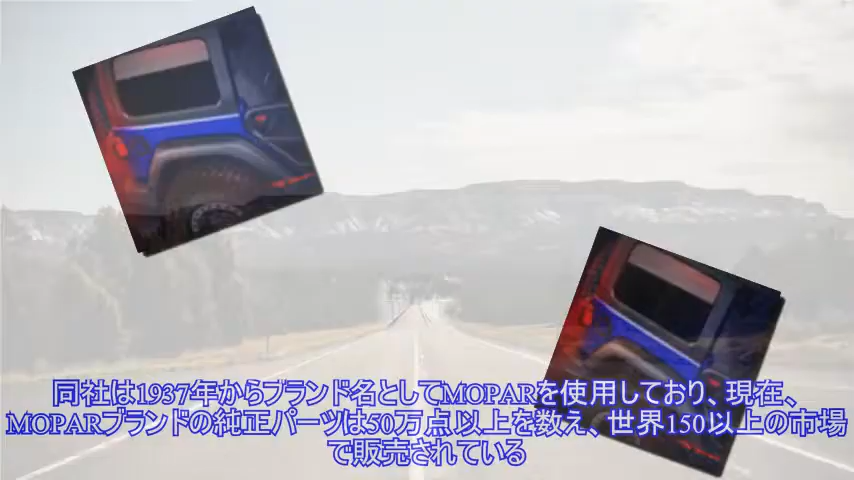 同社は1937年からブランド名としてMOPARを使用しており、現在、
MOPARブランドの純正パーツは50万点以上を数え、世界150以上の市場
で販売されている